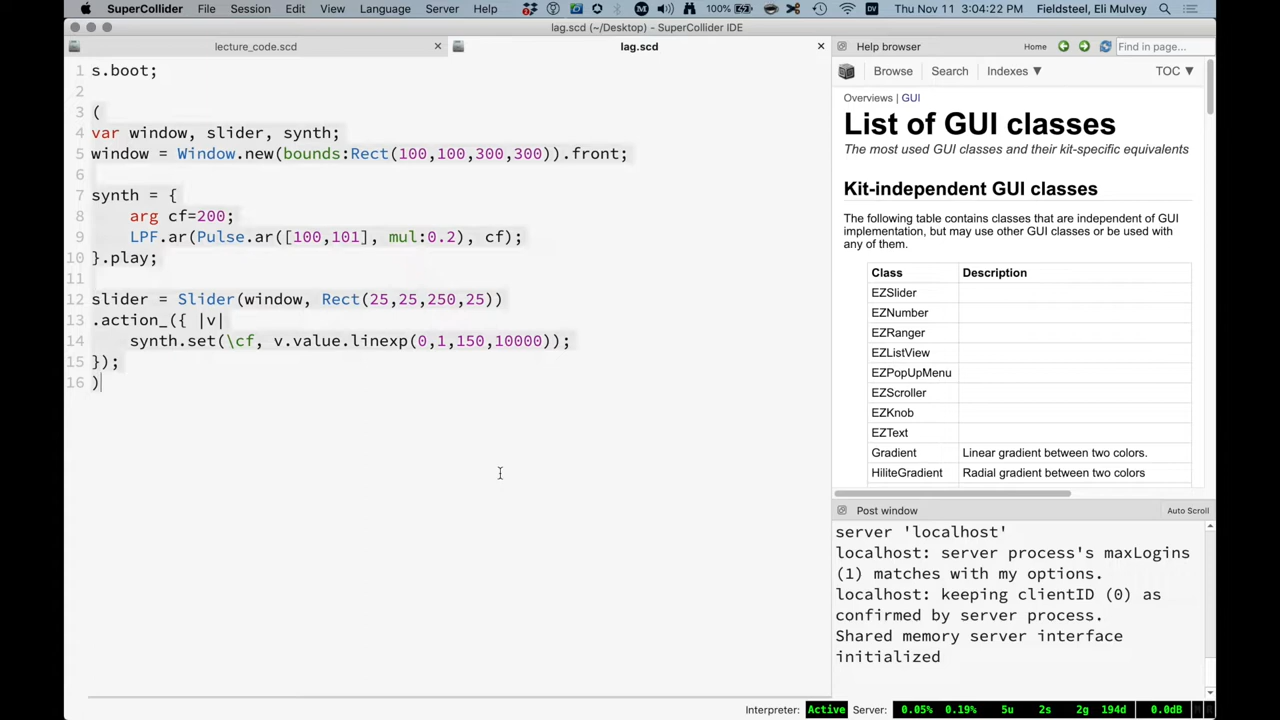 SuperCollider File Session Edit View Language Server Help 100% DV Thu Nov 11 3:04:22 PM Fieldsteel, Eli Mulvey
lag.scd (~/Desktop) - SuperCollider IDE
lecture_code.scd
lag.scd
1 s.boot;
2
3 (
4 var window, slider, synth;
5 window = Window.new(bounds:Rect(100,100,300,300)).front;
6
7 synth = {
8 arg cf=200;
9 LPF.ar(Pulse.ar([100,101], mul:0.2), cf);
10 }.play;
11
12 slider = Slider(window, Rect(25,25,250,25))
13 .action_({ |v|
14 synth.set(\cf, v.value.linexp(0,1,150,10000));
15 });
16 )
Help browser Home Find in page...
Browse Search Indexes ▼ TOC ▼
Overviews | GUI
List of GUI classes
The most used GUI classes and their kit-specific equivalents
Kit-independent GUI classes
The following table contains classes that are independent of GUI
implementation, but may use other GUI classes or be used with
any of them.
Class Description
EZSlider
EZNumber
EZRanger
EZListView
EZPopUpMenu
EZScroller
EZKnob
EZText
Gradient Linear gradient between two colors.
HiliteGradient Radial gradient between two colors
Post window Auto Scroll
server 'localhost'
localhost: server process's maxLogins
(1) matches with my options.
localhost: keeping clientID (0) as
confirmed by server process.
Shared memory server interface
initialized
Interpreter: Active Server: 0.05% 0.19% 5u 2s 2g 194d 0.0dB M R